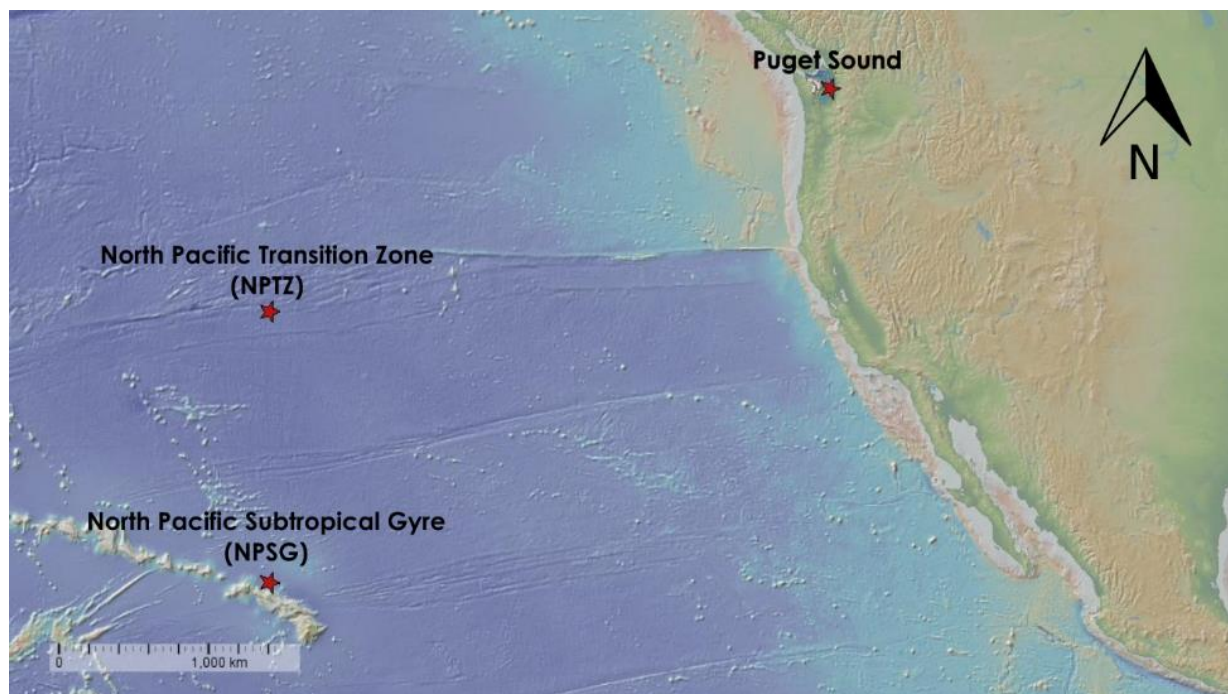 Puget Sound
N
North Pacific Transition Zone
(NPTZ)
North Pacific Subtropical Gyre
(NPSG)
0
1,000 km